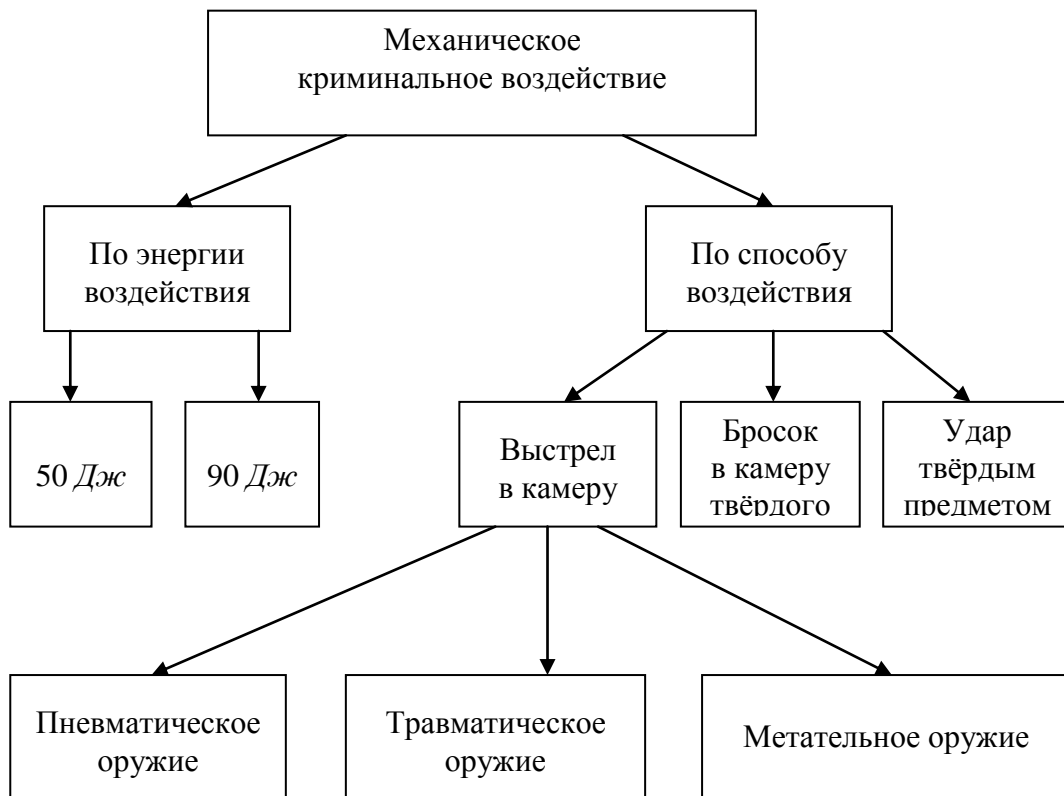 Механическое
криминальное воздействие
По энергии
воздействия
По способу
воздействия
50 Дж
90 Дж
Выстрел
в камеру
Бросок
в камеру
твёрдого
Удар
твёрдым
предметом
Пневматическое
оружие
Травматическое
оружие
Метательное оружие